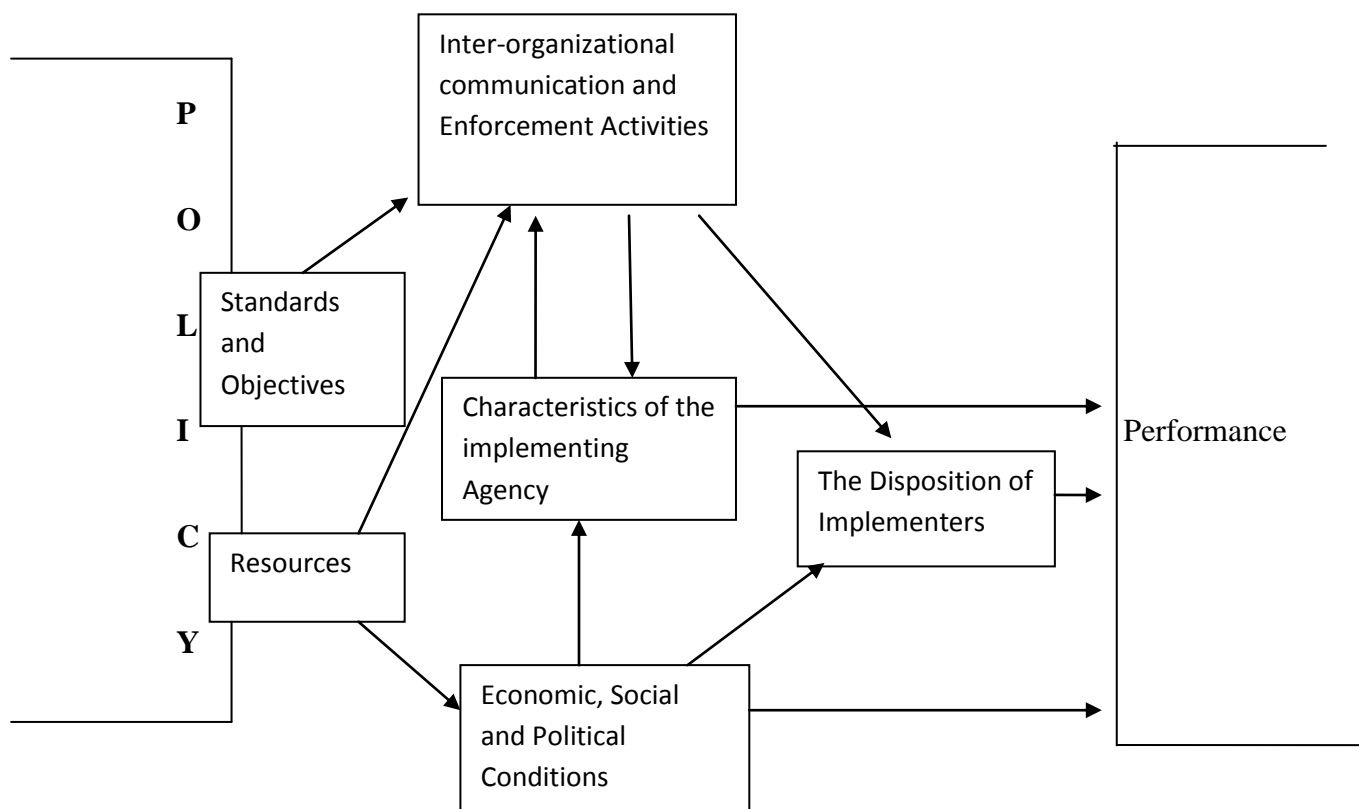 Inter-organizational
communication and
Enforcement Activities
P
O
L
I
C
Y
Standards
and
Objectives
Characteristics of the
implementing
Agency
Performance
The Disposition of
Implementers
Resources
Economic, Social
and Political
Conditions